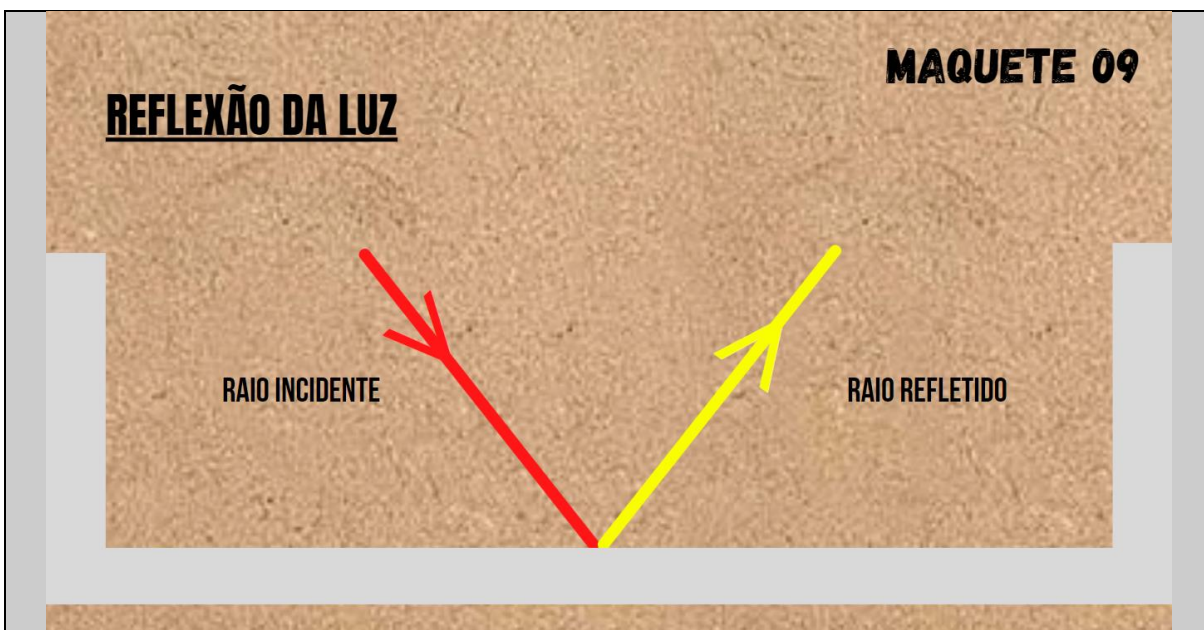 MAQUETE 09
REFLEXÃO DA LUZ
RAIO INCIDENTE
RAIO REFLETIDO